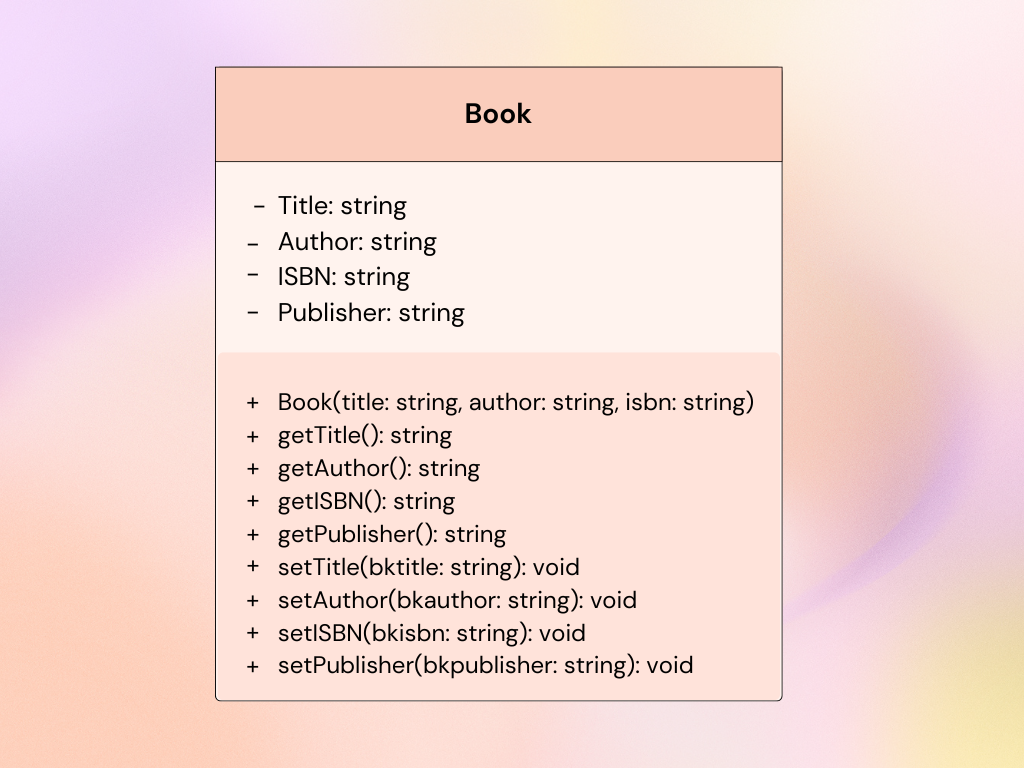 Book
– Title: string
– Author: string
– ISBN: string
– Publisher: string
+ Book(title: string, author: string, isbn: string)
+ getTitle(): string
+ getAuthor(): string
+ getISBN(): string
+ getPublisher(): string
+ setTitle(bktitle: string): void
+ setAuthor(bkauthor: string): void
+ setISBN(bkisbn: string): void
+ setPublisher(bkpublisher: string): void